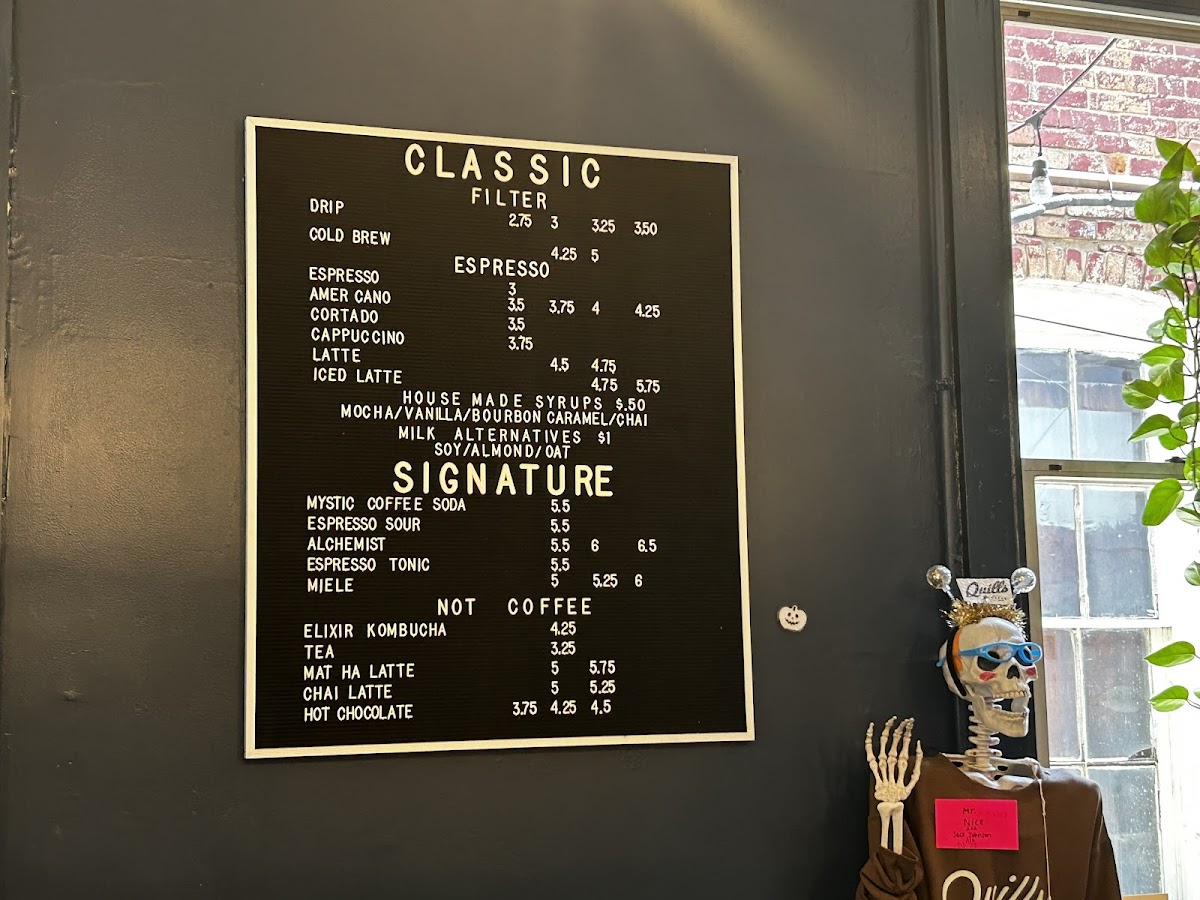 CLASSIC
FILTER
DRIP 2.75 3 3.25 3.50
COLD BREW 4.25 5
ESPRESSO
ESPRESSO 3
AMER CANO 3.5 3.75 4 4.25
CORTADO 3.5
CAPPUCCINO 3.75
LATTE 4.5 4.75
ICED LATTE 4.75 5.75
HOUSE MADE SYRUPS $.50
MOCHA/VANILLA/BOURBON CARAMEL/CHAI
MILK ALTERNATIVES $1
SOY/ALMOND/OAT
SIGNATURE
MYSTIC COFFEE SODA 5.5
ESPRESSO SOUR 5.5
ALCHEMIST 5.5 6 6.5
ESPRESSO TONIC 5.5
MIELE 5 5.25 6
NOT COFFEE
ELIXIR KOMBUCHA 4.25
TEA 3.25
MAT HA LATTE 5 5.75
CHAI LATTE 5 5.25
HOT CHOCOLATE 3.75 4.25 4.5
Quills
Mr.
Nice
Quills